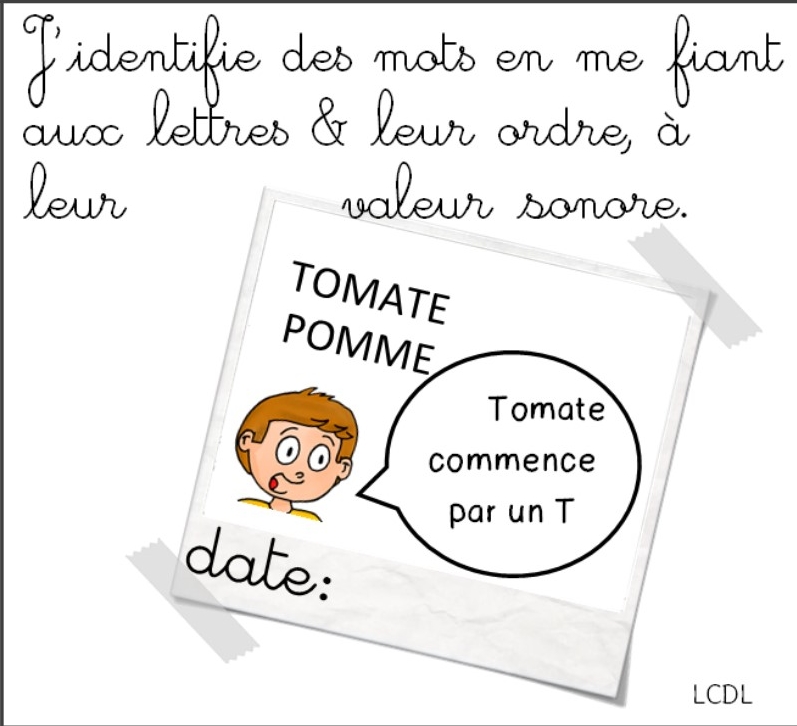 J'identifie des mots en me fiant
aux lettres & leur ordre, à
leur valeur sonore.
TOMATE
POMME
Tomate
commence
par un T
date:
LCDL